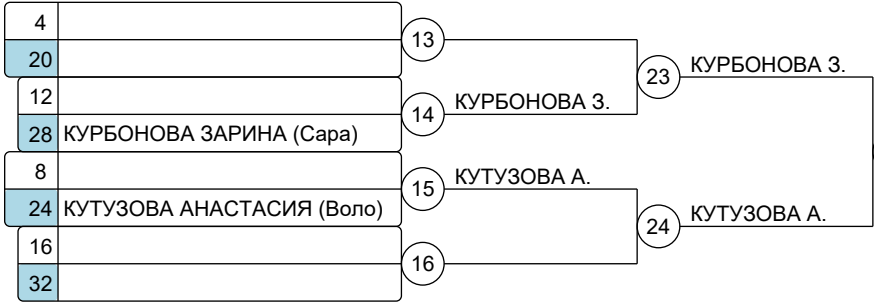 4
13
20
23 КУРБОНОВА З.
12
14 КУРБОНОВА З.
28 КУРБОНОВА ЗАРИНА (Сара)
8
15 КУТУЗОВА А.
24 КУТУЗОВА АНАСТАСИЯ (Воло)
24 КУТУЗОВА А.
16
16
32